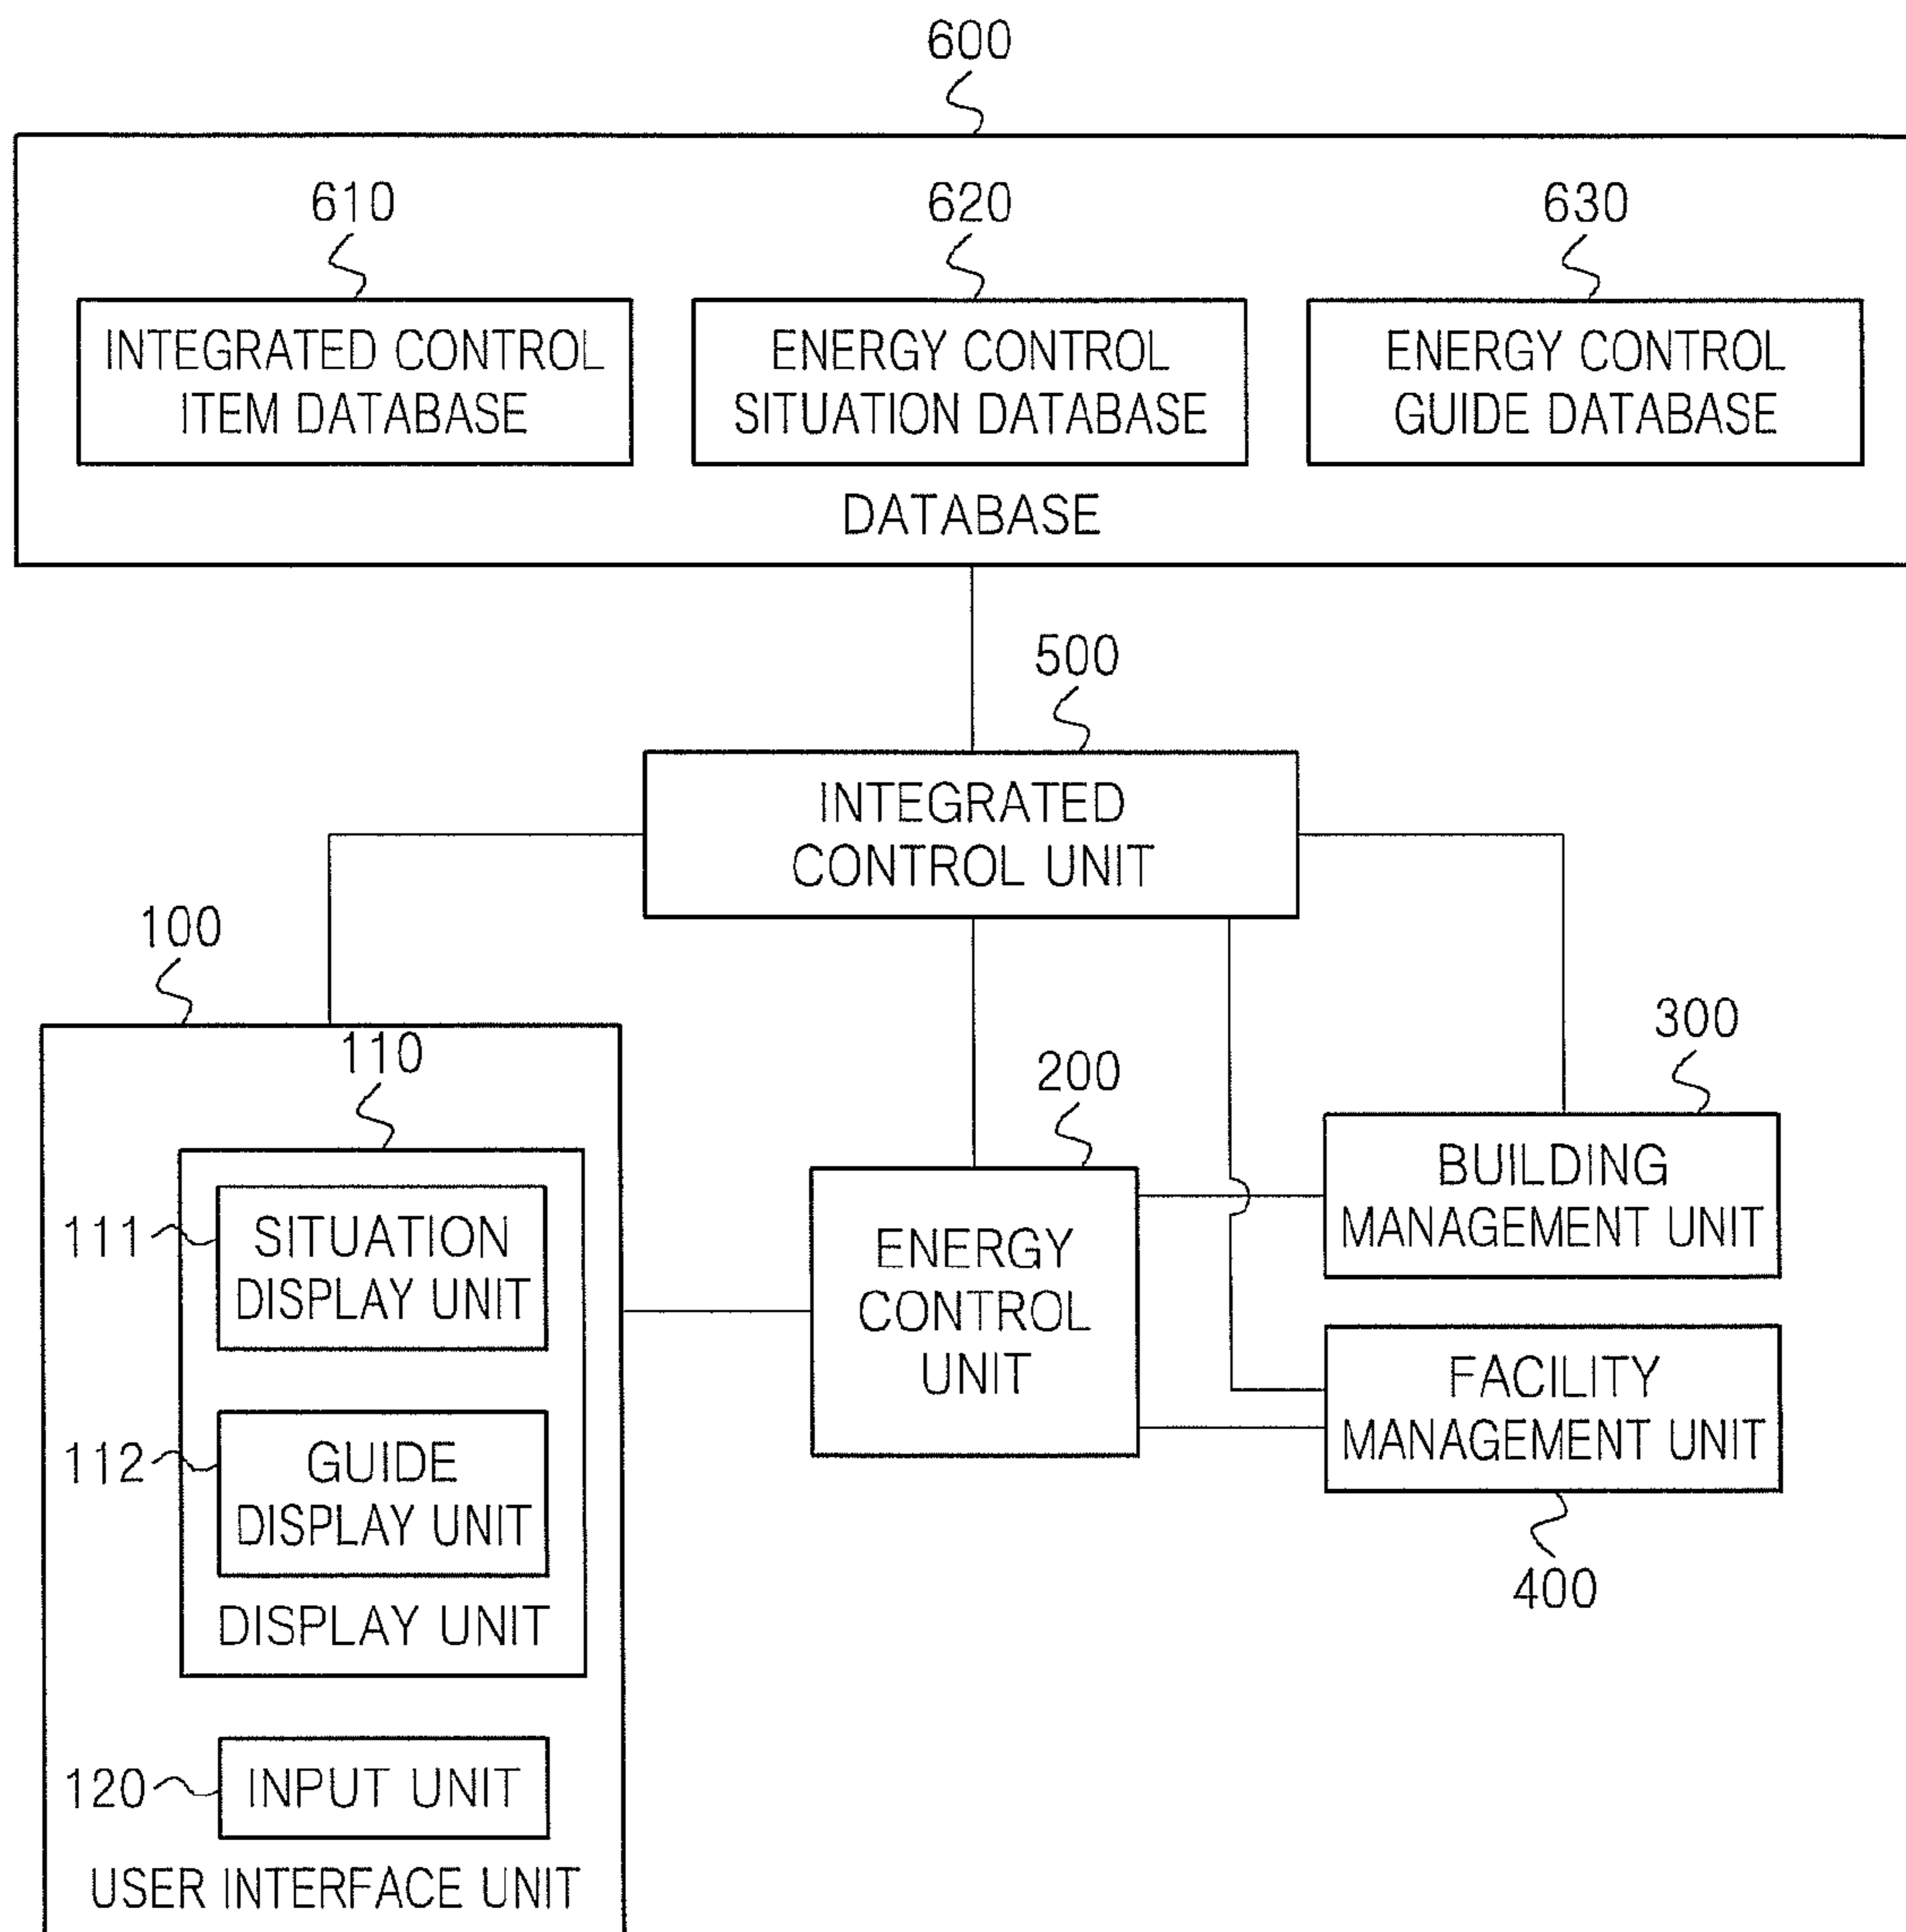 600
610
620
630
INTEGRATED CONTROL
ITEM DATABASE
ENERGY CONTROL
SITUATION DATABASE
ENERGY CONTROL
GUIDE DATABASE
DATABASE
500
INTEGRATED
CONTROL UNIT
100
110
111
SITUATION
DISPLAY UNIT
112
GUIDE
DISPLAY UNIT
DISPLAY UNIT
120
INPUT UNIT
USER INTERFACE UNIT
200
ENERGY
CONTROL
UNIT
300
BUILDING
MANAGEMENT UNIT
FACILITY
MANAGEMENT UNIT
400